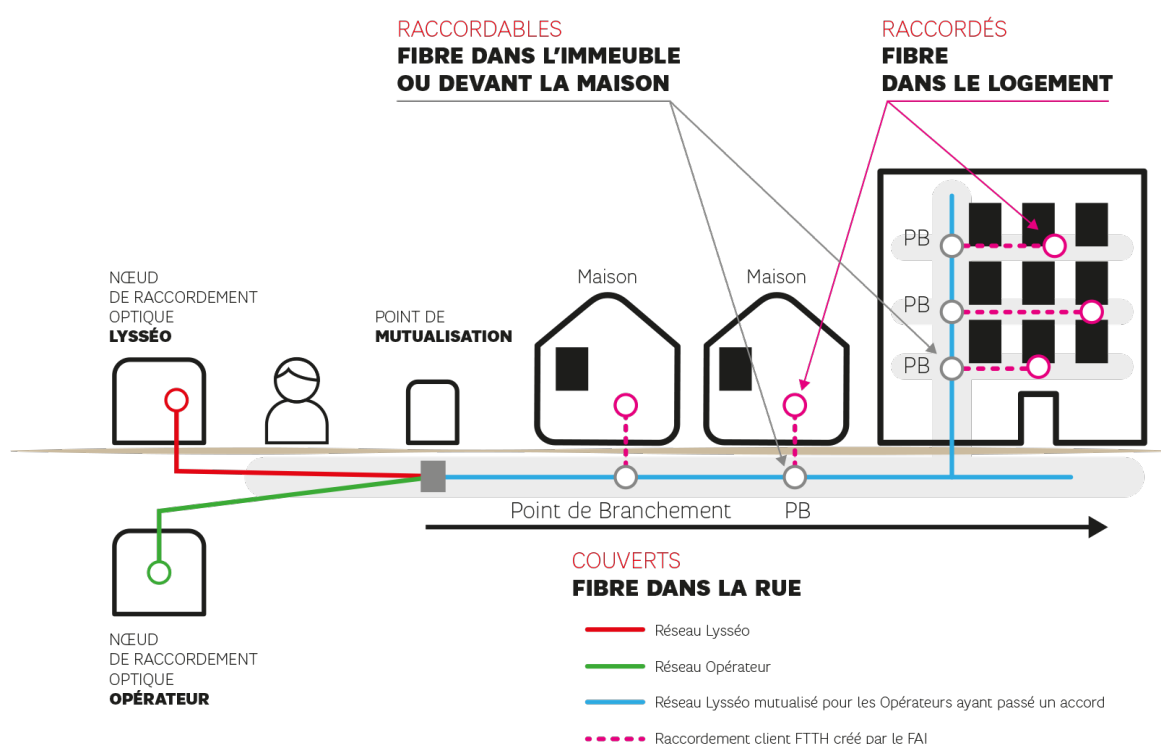 RACCORDABLES
FIBRE DANS L'IMMEUBLE
OU DEVANT LA MAISON
RACCORDÉS
FIBRE
DANS LE LOGEMENT
NŒUD
DE RACCORDEMENT
OPTIQUE
LYSSÉO
POINT DE
MUTUALISATION
Maison
Maison
PB
PB
PB
Point de Branchement
PB
NŒUD
DE RACCORDEMENT
OPTIQUE
OPÉRATEUR
COUVERTS
FIBRE DANS LA RUE
Réseau Lysséo
Réseau Opérateur
Réseau Lysséo mutualisé pour les Opérateurs ayant passé un accord
Raccordement client FTTH créé par le FAI